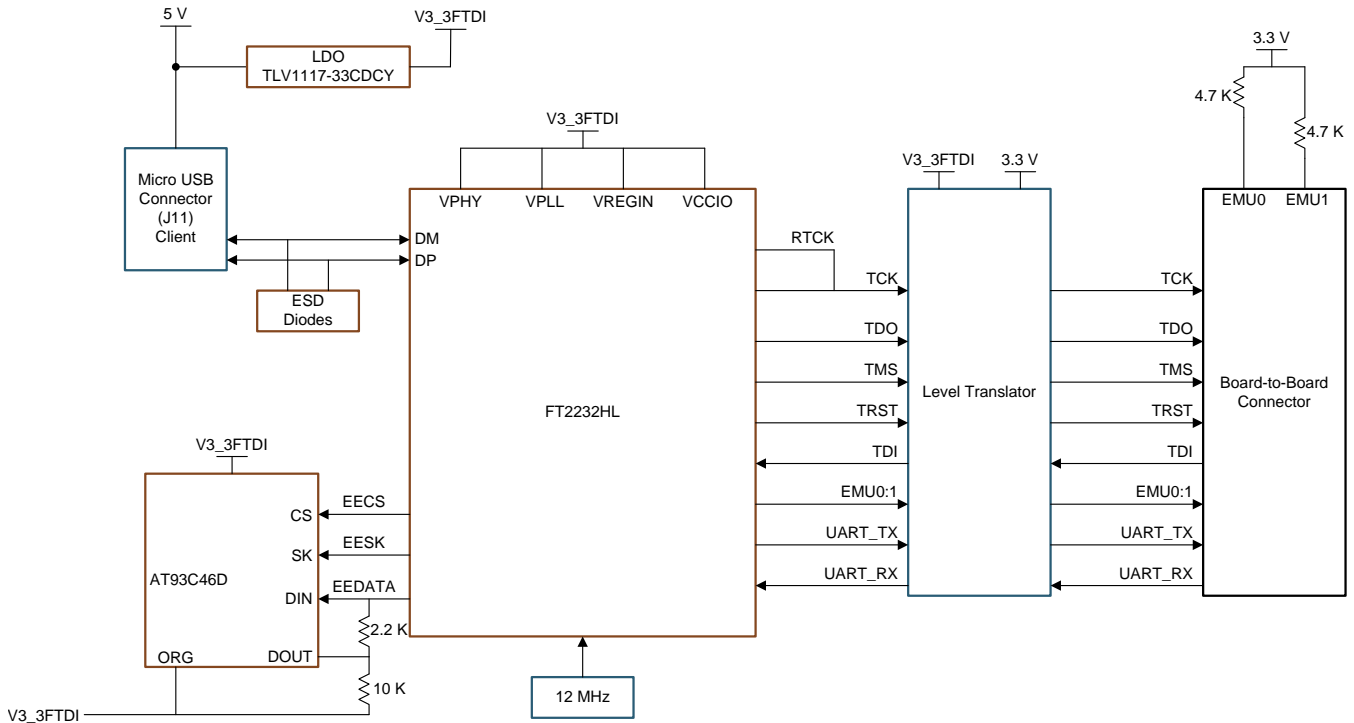 5 V
V3_3FTDI
LDO
TLV1117-33CDCY
3.3 V
4.7 K
4.7 K
V3_3FTDI
V3_3FTDI
3.3 V
Micro USB
Connector
(J11)
Client
VPHY
VPLL
VREGIN
VCCIO
EMU0
EMU1
DM
DP
RTCK
ESD
Diodes
TCK
TCK
TDO
TDO
TMS
TMS
FT2232HL
Level Translator
Board-to-Board
Connector
TRST
TRST
TDI
TDI
V3_3FTDI
EMU0:1
EMU0:1
CS
EECS
UART_TX
UART_TX
SK
EESK
UART_RX
UART_RX
AT93C46D
DIN
EEDATA
2.2 K
ORG
DOUT
10 K
12 MHz
V3_3FTDI